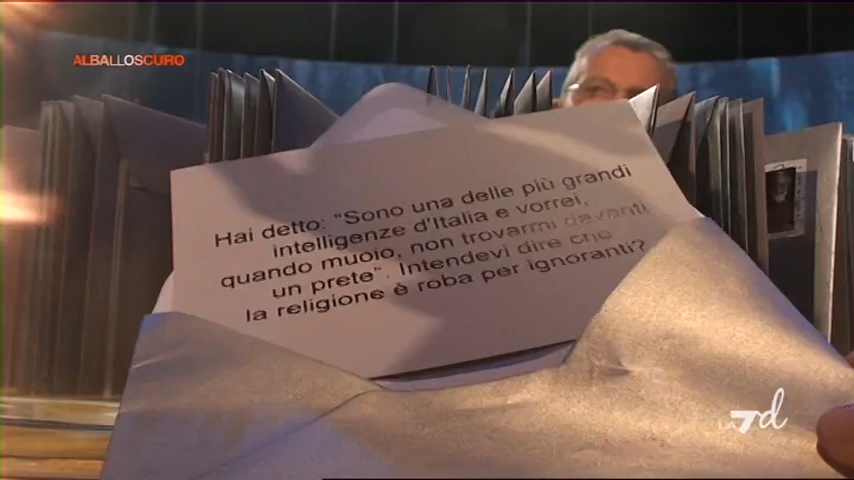 ALBALLOSCURO
Hai detto: "Sono una delle più grandi
intelligenze d'Italia e vorrei,
quando muoio, non trovarmi davanti
un prete". Intendevi dire che
la religione è roba per ignoranti?
7d